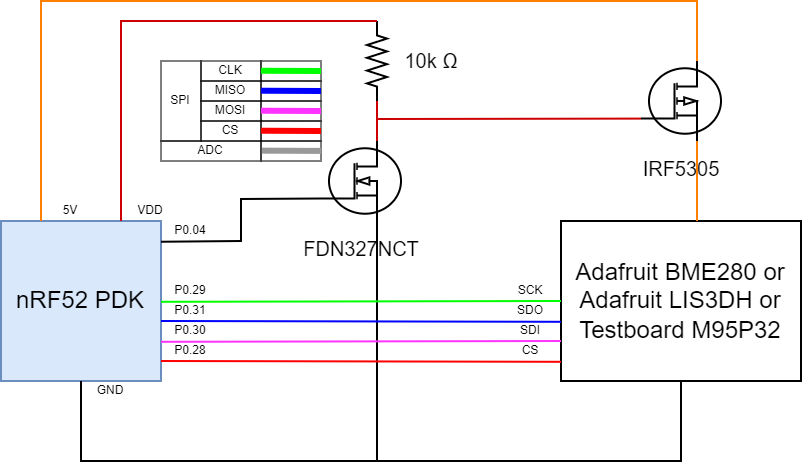 10k Ω
CLK
SPI
MISO
MOSI
CS
ADC
IRF5305
5V
VDD
P0.04
FDN327NCT
nRF52 PDK
Adafruit BME280 or
Adafruit LIS3DH or
Testboard M95P32
P0.29
SCK
P0.31
SDO
P0.30
SDI
P0.28
CS
GND